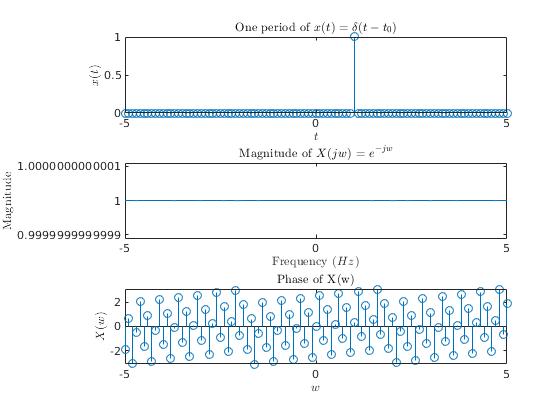 One period of x(t) = δ(t − t₀)
1
0.5
0
x(t)
-5
0
5
t
Magnitude of X(jw) = e^{−jw}
1.0000000000001
1
0.9999999999999
Magnitude
-5
0
5
Frequency (Hz)
Phase of X(w)
2
0
-2
X(w)
-5
0
5
w